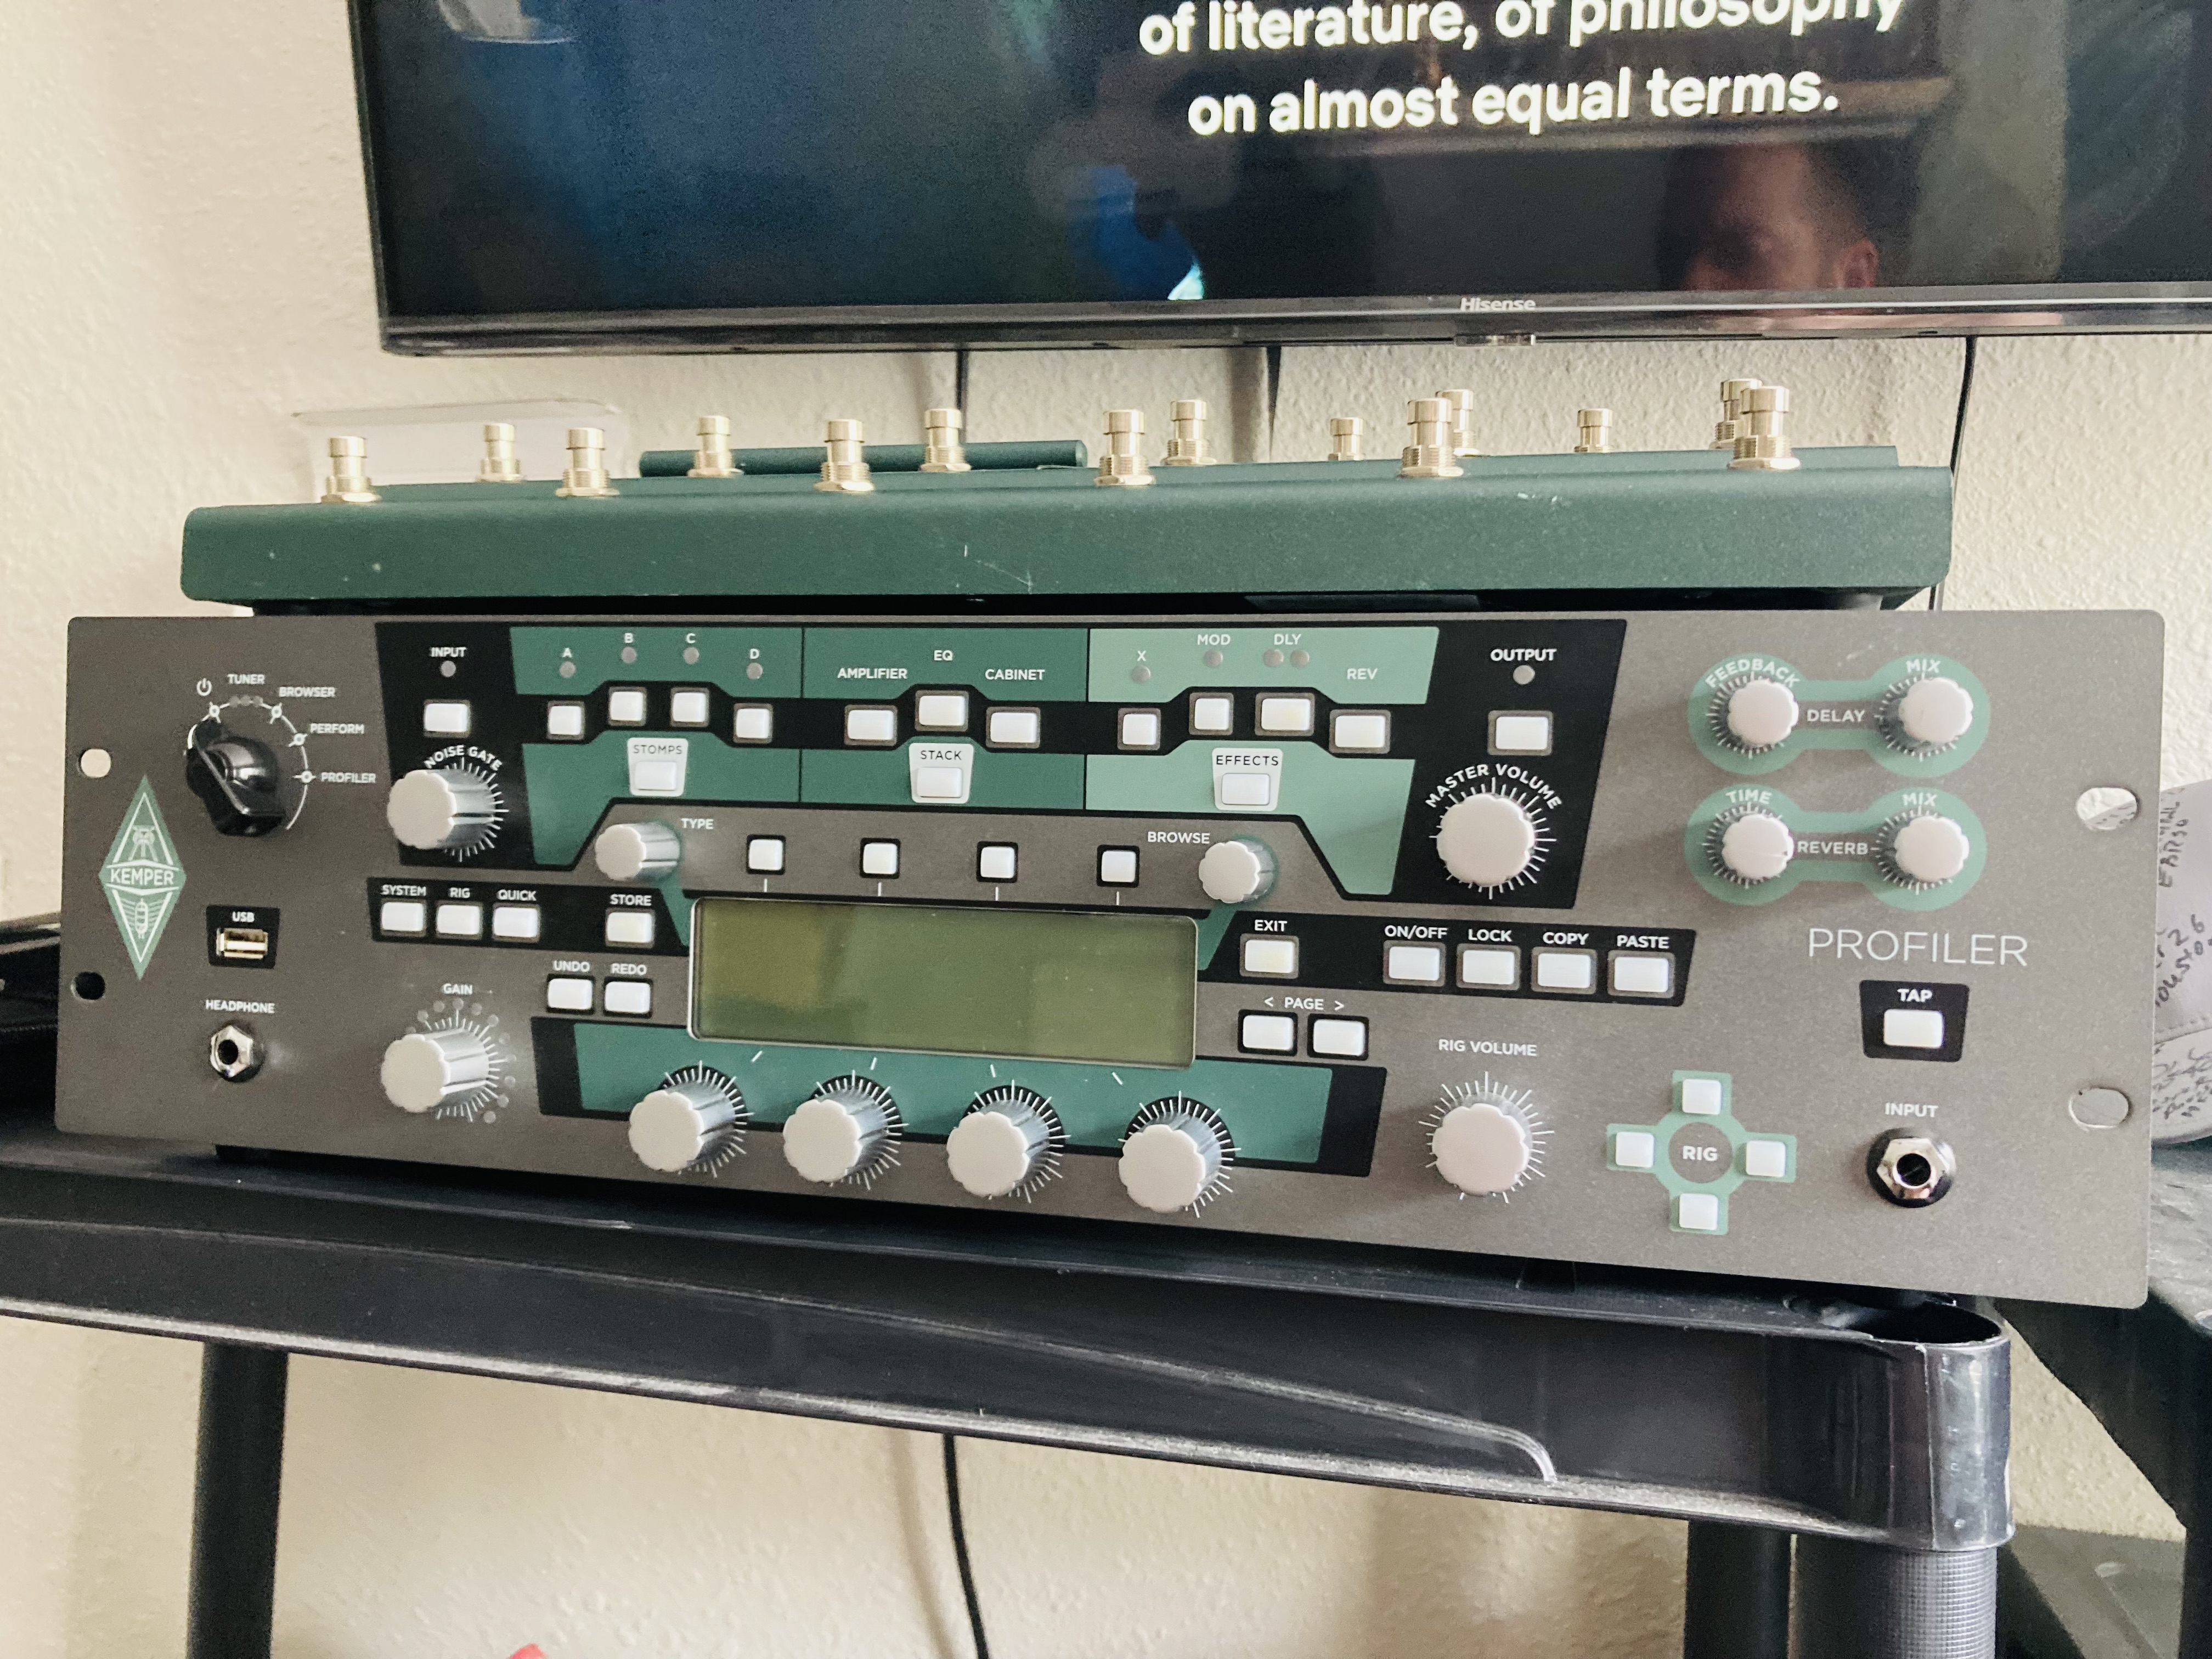 of literature, of philosophy
on almost equal terms.
Hisense
TUNER
BROWSER
PERFORM
PROFILER
KEMPER
USB
HEADPHONE
INPUT
NOISE GATE
A
B
C
D
STOMPS
AMPLIFIER
EQ
CABINET
STACK
X
MOD
DLY
REV
EFFECTS
OUTPUT
MASTER VOLUME
FEEDBACK
MIX
DELAY
TIME
MIX
REVERB
PROFILER
TYPE
BROWSE
SYSTEM
RIG
QUICK
STORE
UNDO
REDO
GAIN
EXIT
ON/OFF
LOCK
COPY
PASTE
< PAGE >
RIG VOLUME
TAP
RIG
INPUT